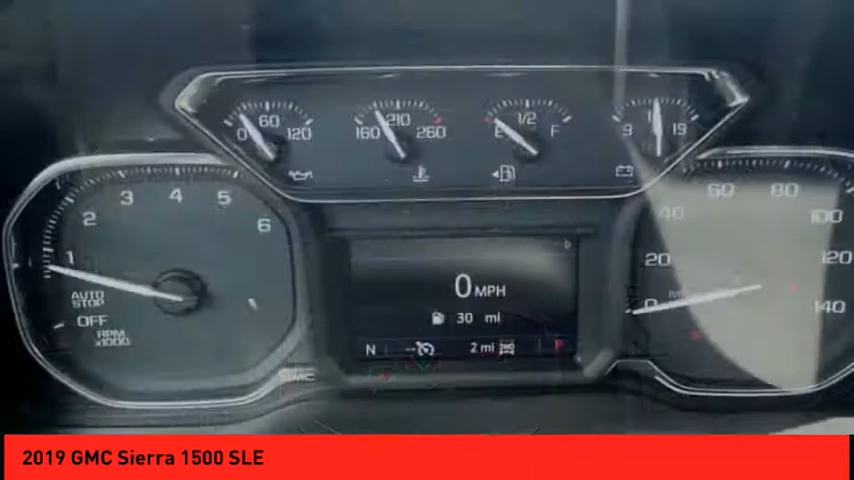 0 60 120
160 210 260
E 1/2 F
9 19
1 2 3 4 5 6
AUTO
STOP
OFF
RPM
x1000
0 MPH
30 mi
N -- 2 mi P
0 20 40 60 80 100 120 140
GMC
2019 GMC Sierra 1500 SLE